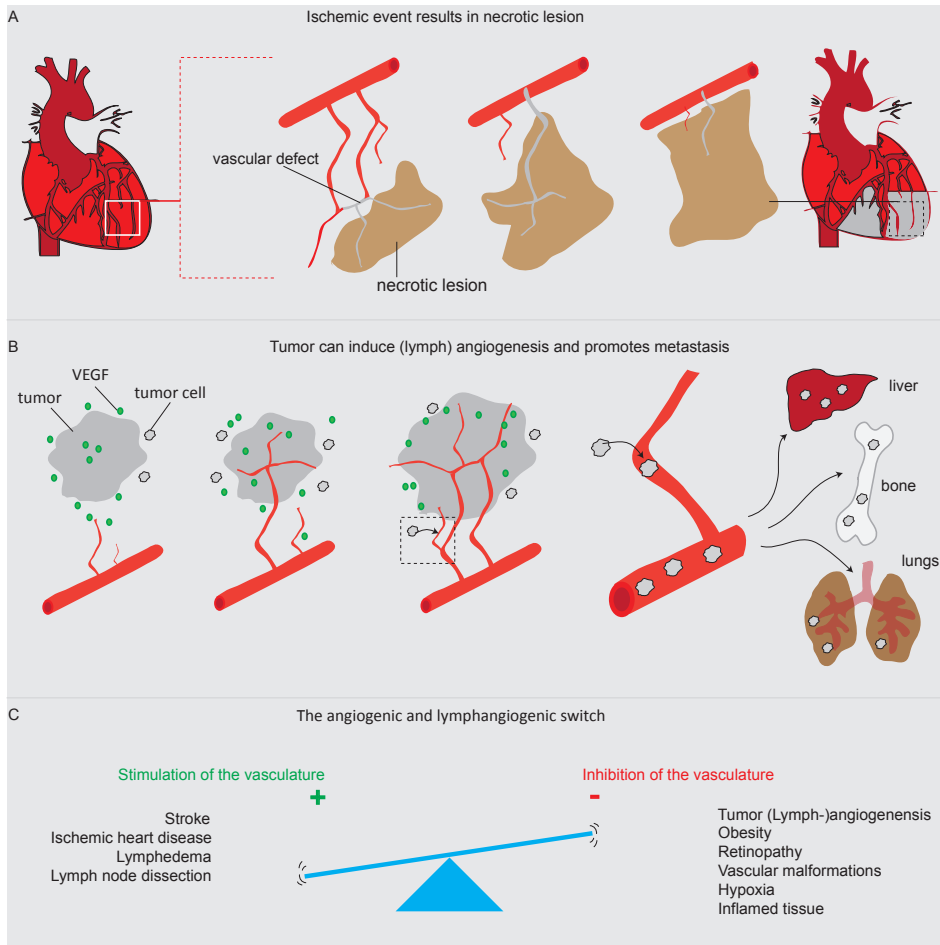 A
Ischemic event results in necrotic lesion
vascular defect
necrotic lesion
B
Tumor can induce (lymph) angiogenesis and promotes metastasis
VEGF
tumor
tumor cell
liver
bone
lungs
C
The angiogenic and lymphangiogenic switch
Stimulation of the vasculature
+
Inhibition of the vasculature
-
Stroke
Ischemic heart disease
Lymphedema
Lymph node dissection
Tumor (Lymph-)angiogenensis
Obesity
Retinopathy
Vascular malformations
Hypoxia
Inflamed tissue